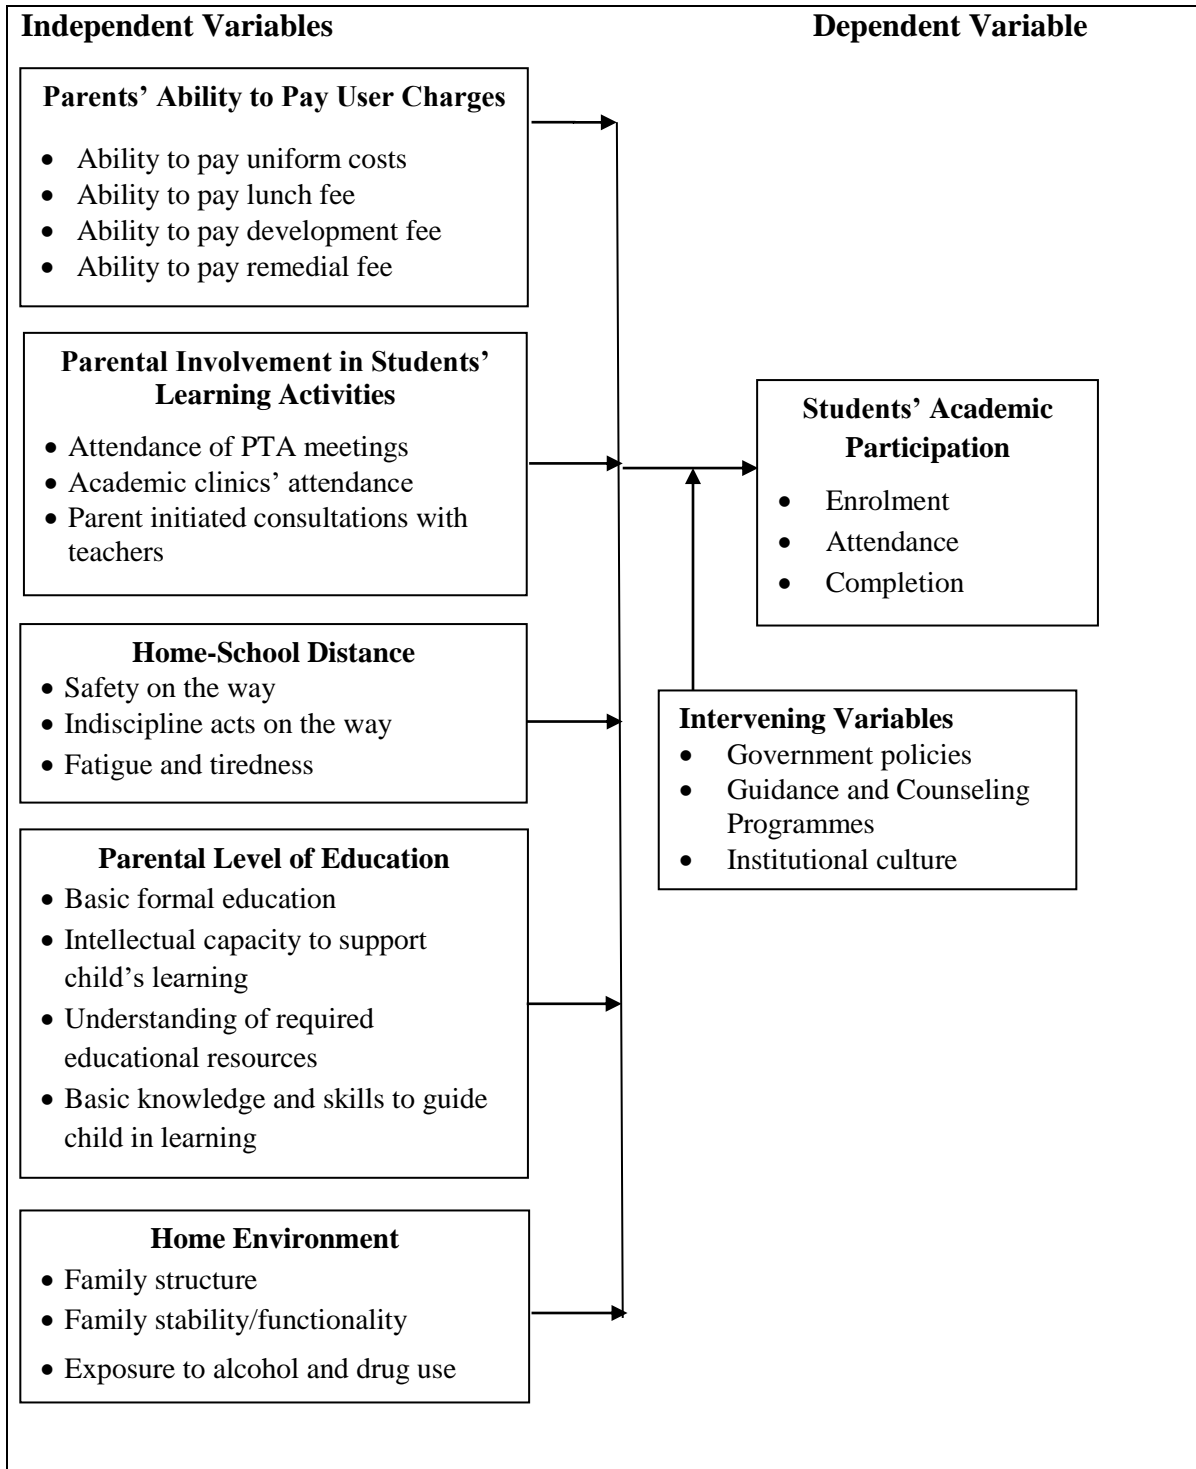 Independent Variables
Dependent Variable
Parents’ Ability to Pay User Charges
• Ability to pay uniform costs
• Ability to pay lunch fee
• Ability to pay development fee
• Ability to pay remedial fee
Parental Involvement in Students’
Learning Activities
• Attendance of PTA meetings
• Academic clinics’ attendance
• Parent initiated consultations with
teachers
Home-School Distance
• Safety on the way
• Indiscipline acts on the way
• Fatigue and tiredness
Parental Level of Education
• Basic formal education
• Intellectual capacity to support
child’s learning
• Understanding of required
educational resources
• Basic knowledge and skills to guide
child in learning
Home Environment
• Family structure
• Family stability/functionality
• Exposure to alcohol and drug use
Students’ Academic
Participation
• Enrolment
• Attendance
• Completion
Intervening Variables
• Government policies
• Guidance and Counseling
Programmes
• Institutional culture